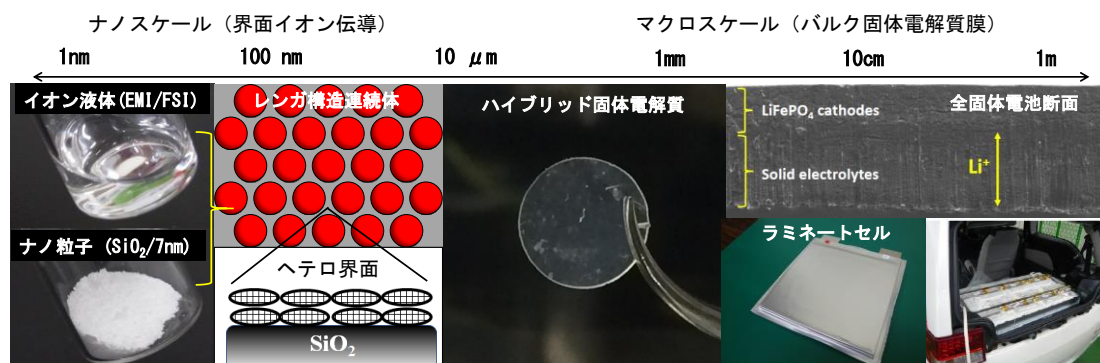 ナノスケール（界面イオン伝導）
マクロスケール（バルク固体電解質膜）
1nm 100 nm 10 μm 1mm 10cm 1m
イオン液体(EMI/FSI)
ナノ粒子 (SiO₂/7nm)
レンガ構造連続体
ヘテロ界面
SiO₂
ハイブリッド固体電解質
全固体電池断面
LiFePO₄ cathodes
Li⁺
Solid electrolytes
ラミネートセル